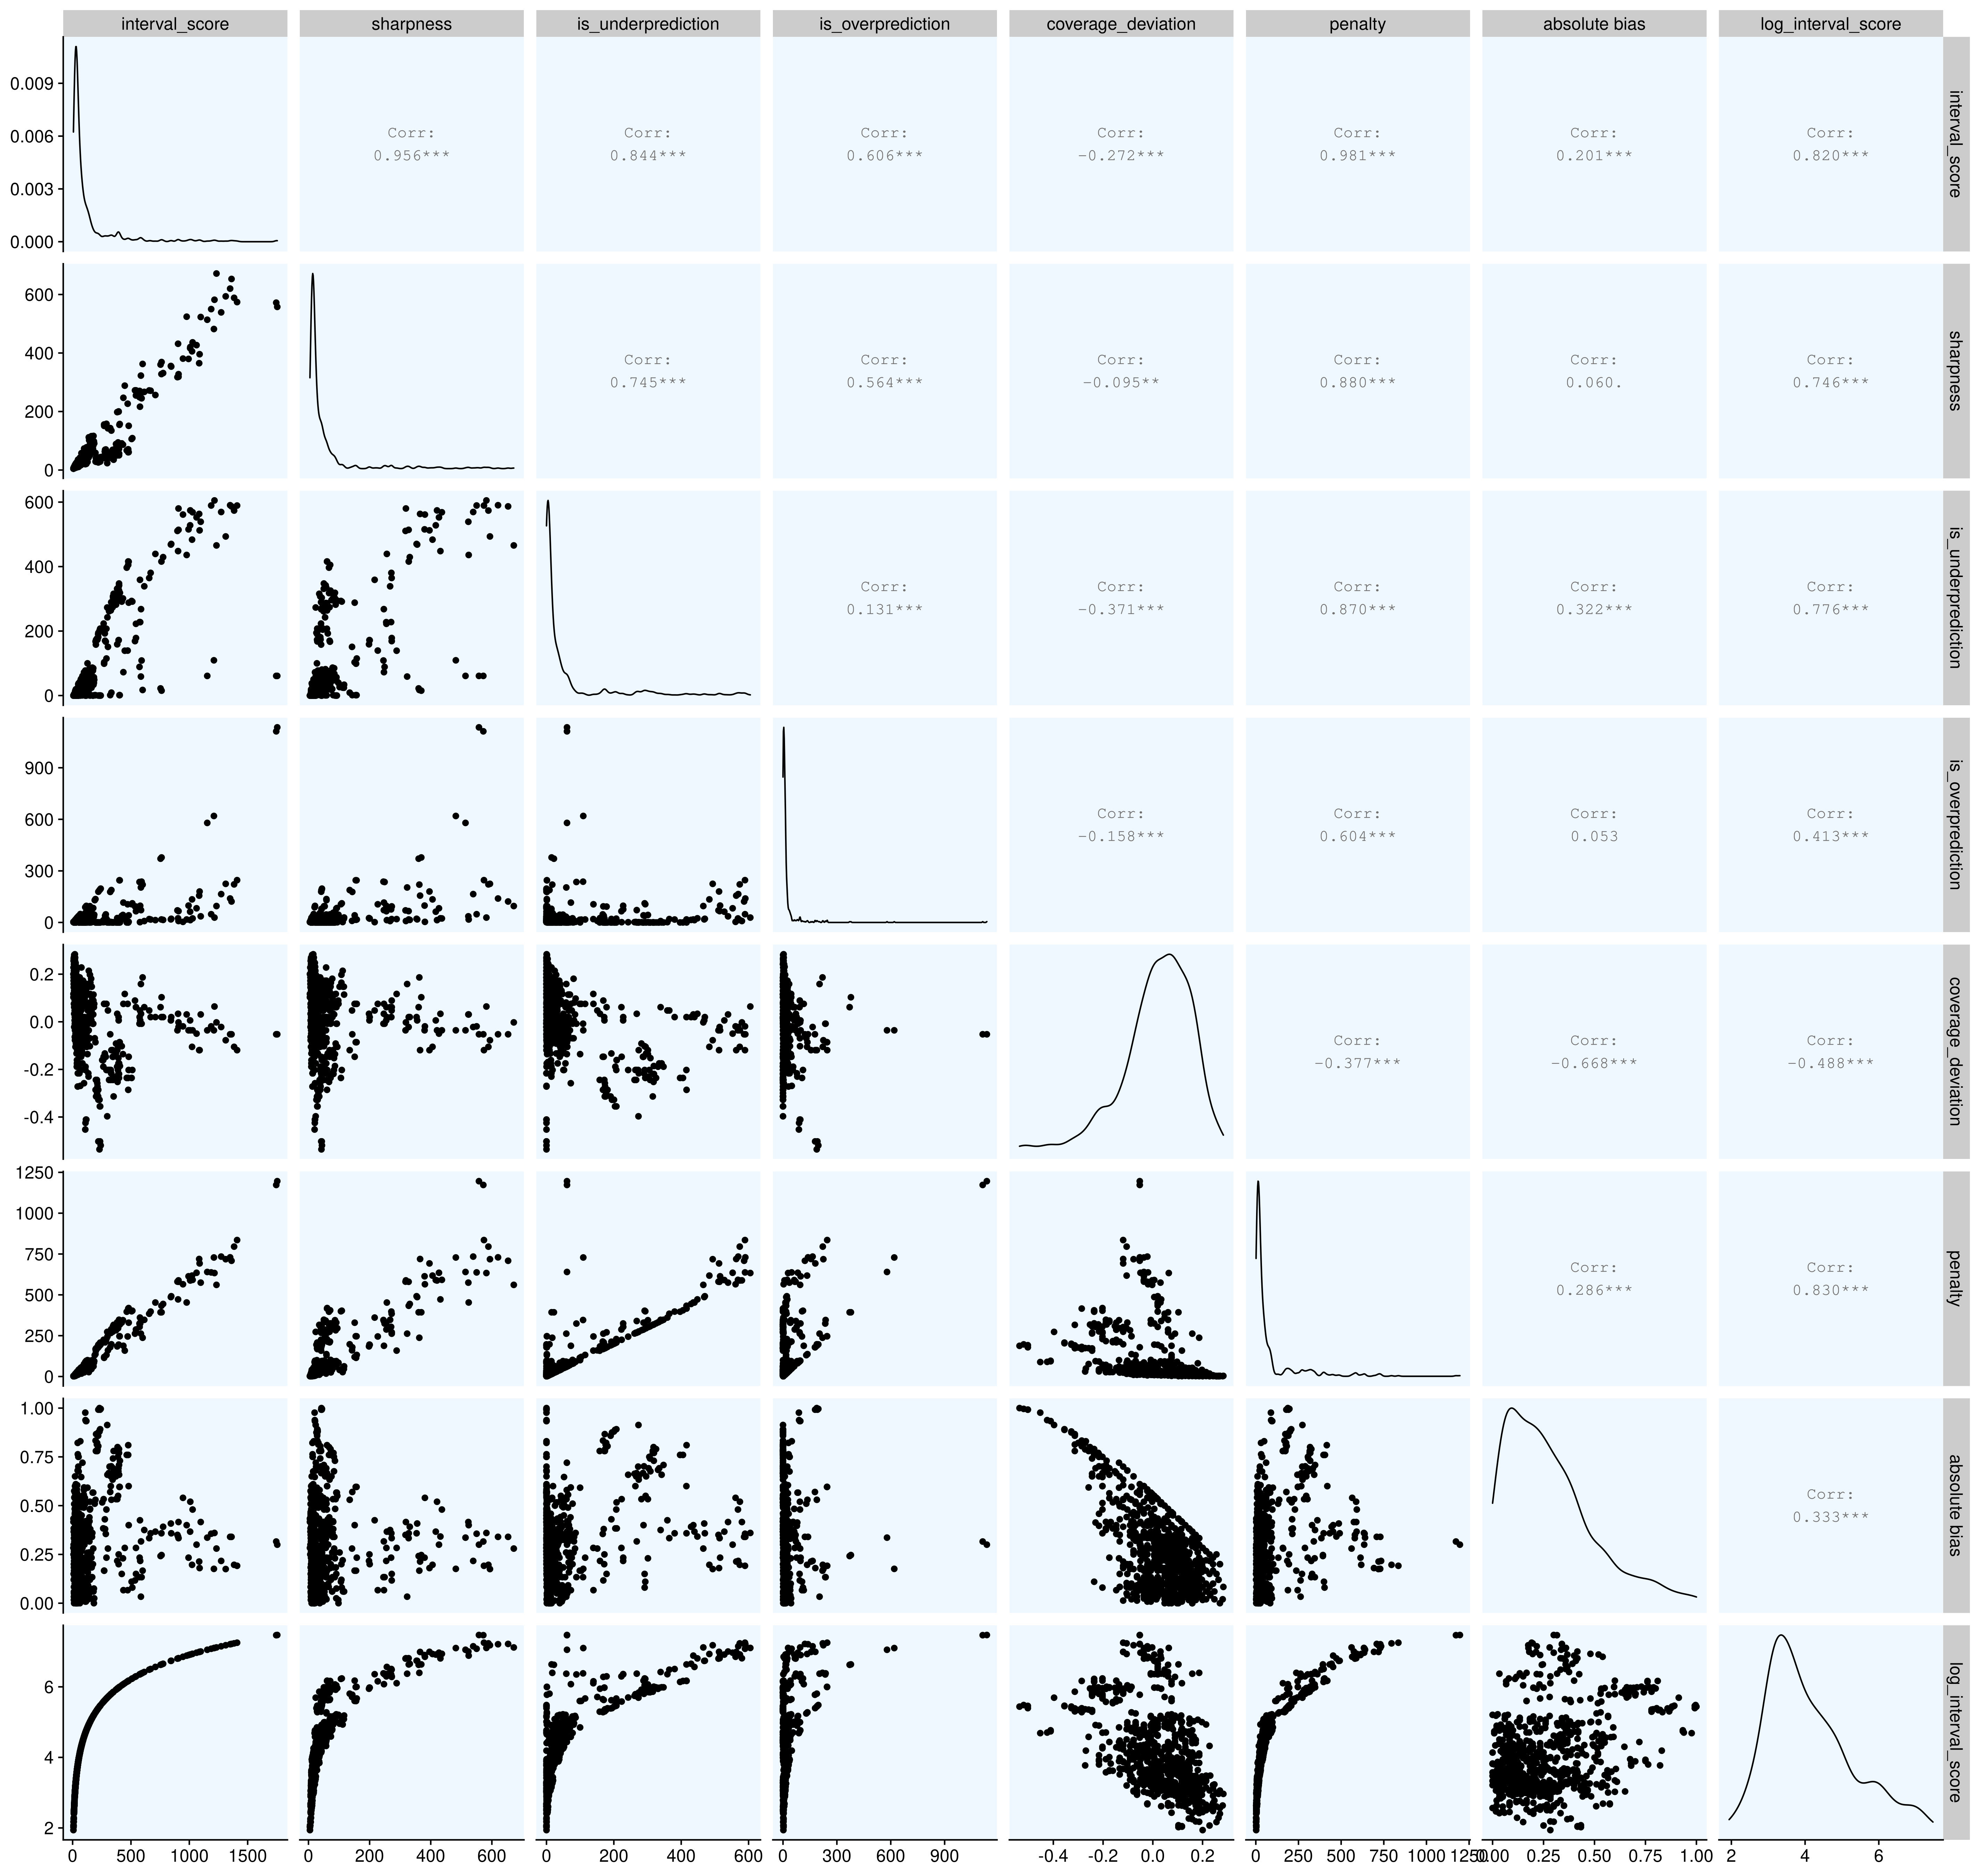 interval_score sharpness is_underprediction is_overprediction coverage_deviation penalty absolute bias log_interval_score
0.009
0.006
0.003
0.000
Corr:
0.956***
Corr:
0.844***
Corr:
0.606***
Corr:
-0.272***
Corr:
0.981***
Corr:
0.201***
Corr:
0.820***
interval_score
600
400
200
0
Corr:
0.745***
Corr:
0.564***
Corr:
-0.095**
Corr:
0.880***
Corr:
0.060.
Corr:
0.746***
sharpness
600
400
200
0
Corr:
0.131***
Corr:
-0.371***
Corr:
0.870***
Corr:
0.322***
Corr:
0.776***
is_underprediction
900
600
300
0
Corr:
-0.158***
Corr:
0.604***
Corr:
0.053
Corr:
0.413***
is_overprediction
0.2
0.0
-0.2
-0.4
Corr:
-0.377***
Corr:
-0.668***
Corr:
-0.488***
coverage_deviation
1250
1000
750
500
250
0
Corr:
0.286***
Corr:
0.830***
penalty
1.00
0.75
0.50
0.25
0.00
Corr:
0.333***
absolute bias
6
4
2
log_interval_score
0 500 1000 1500 0 200 400 600 0 200 400 600 0 300 600 900 -0.4 -0.2 0.0 0.2 0 250 500 750 1000 1250 0.00 0.25 0.50 0.75 1.00 2 4 6